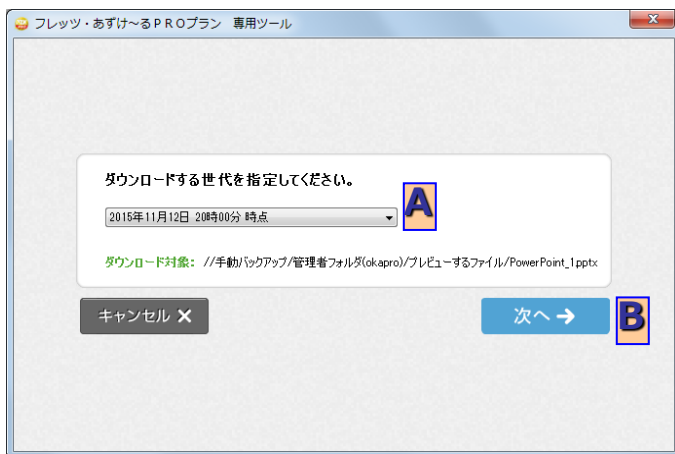 フレッツ・あずけ～るPROプラン 専用ツール
x
ダウンロードする世代を指定してください。
2015年11月12日 20時00分 時点
A
ダウンロード対象： //手動バックアップ/管理者フォルダ(okapro)/プレビューするファイル/PowerPoint_1.pptx
キャンセル ✕
次へ →
B